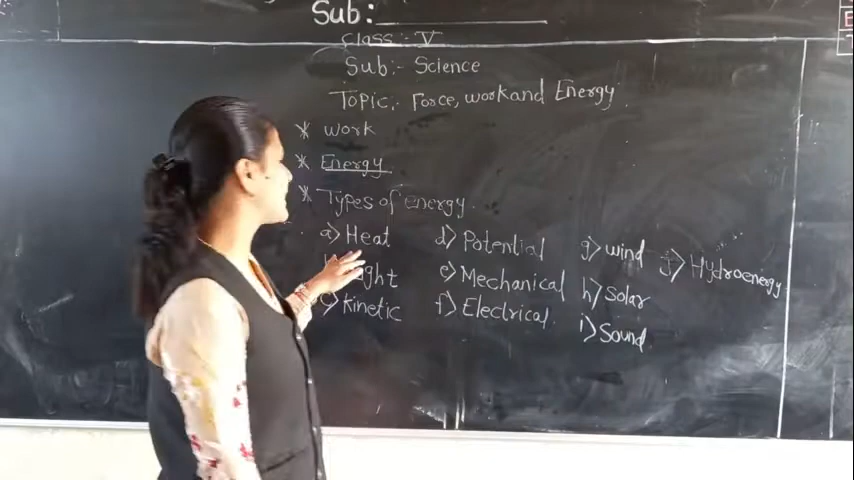 Sub:
Class :- V
Sub:- Science
Topic:- Force, work and Energy
* work
* Energy
* Types of energy.
a) Heat
c) Kinetic
d) Potential
e) Mechanical
f) Electrical
g) wind
h) Solar
i) Sound
j) Hydroenergy